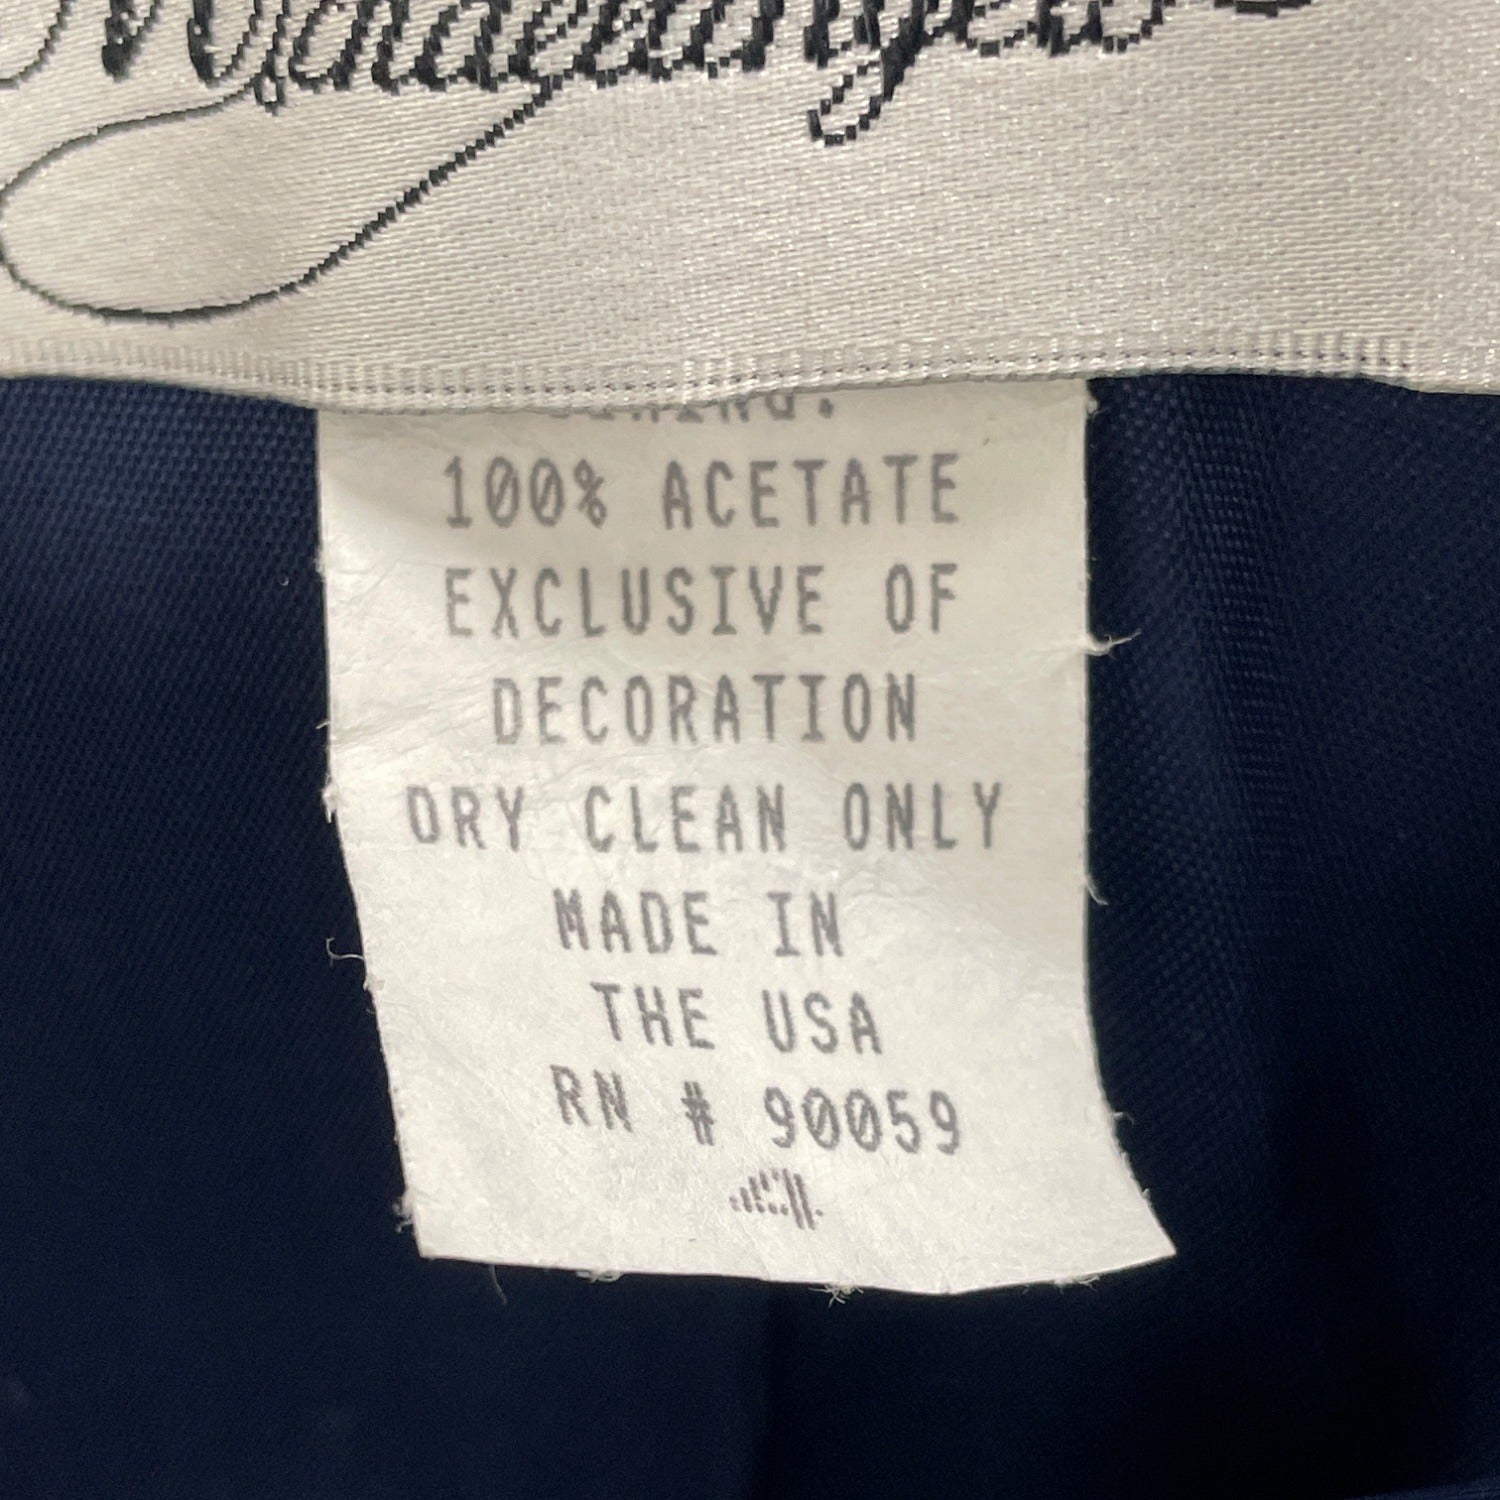 100% ACETATE
EXCLUSIVE OF
DECORATION
DRY CLEAN ONLY
MADE IN
THE USA
RN # 90059